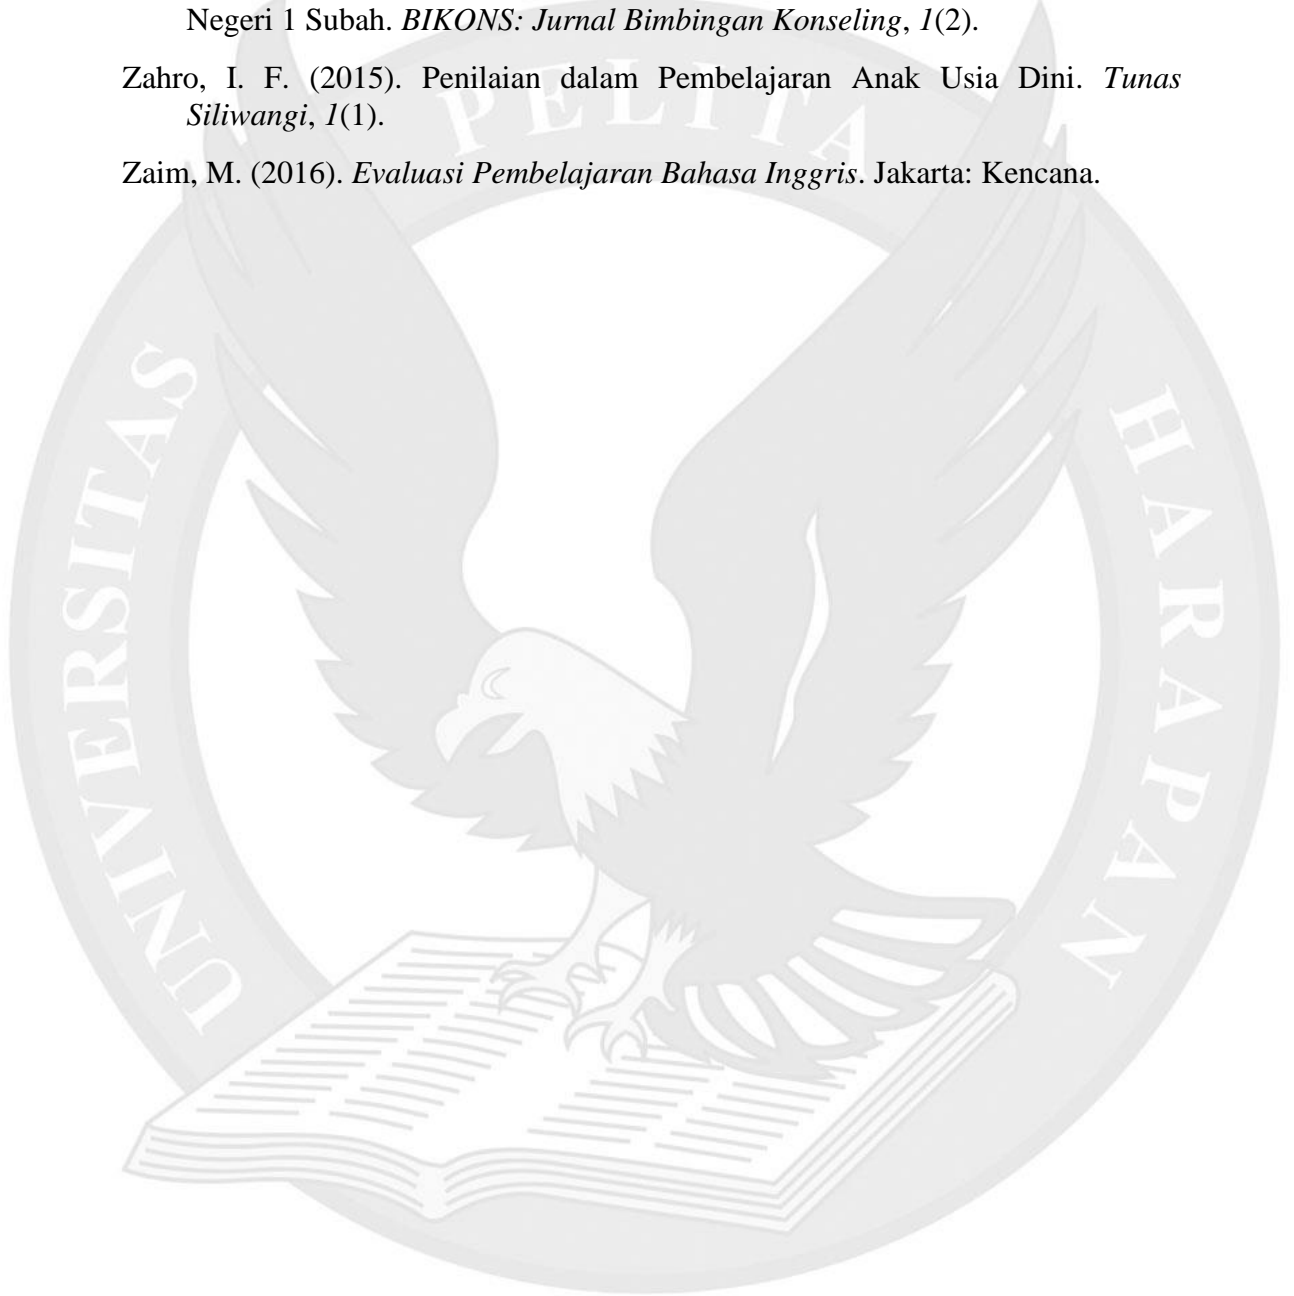 Negeri 1 Subah. BIKONS: Jurnal Bimbingan Konseling, 1(2).
Zahro, I. F. (2015). Penilaian dalam Pembelajaran Anak Usia Dini. Tunas
Siliwangi, 1(1).
Zaim, M. (2016). Evaluasi Pembelajaran Bahasa Inggris. Jakarta: Kencana.
UNIVERSITAS PELITA HARAPAN